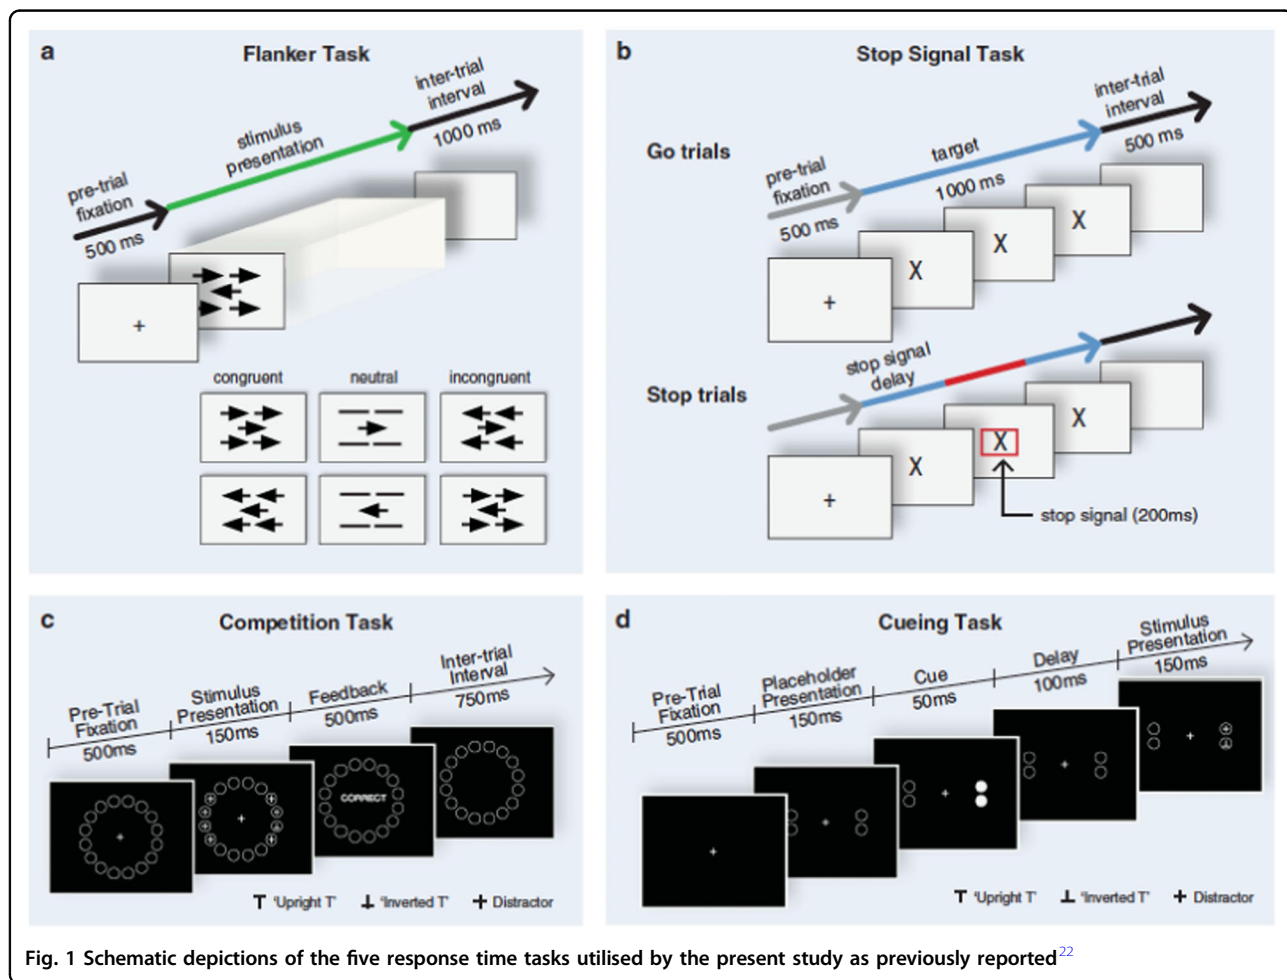 a
Flanker Task
pre-trial
fixation
500 ms
stimulus
presentation
inter-trial
interval
1000 ms
+
congruent
neutral
incongruent
b
Stop Signal Task
Go trials
pre-trial
fixation
500 ms
target
1000 ms
inter-trial
interval
500 ms
+
X
X
X
Stop trials
stop signal
delay
+
X
X
X
stop signal (200ms)
c
Competition Task
Pre-Trial
Fixation
500ms
Stimulus
Presentation
150ms
Feedback
500ms
Inter-trial
Interval
750ms
CORRECT
'Upright T'
'Inverted T'
Distractor
d
Cueing Task
Pre-Trial
Fixation
500ms
Placeholder
Presentation
150ms
Cue
50ms
Delay
100ms
Stimulus
Presentation
150ms
'Upright T'
'Inverted T'
Distractor
Fig. 1 Schematic depictions of the five response time tasks utilised by the present study as previously reported22